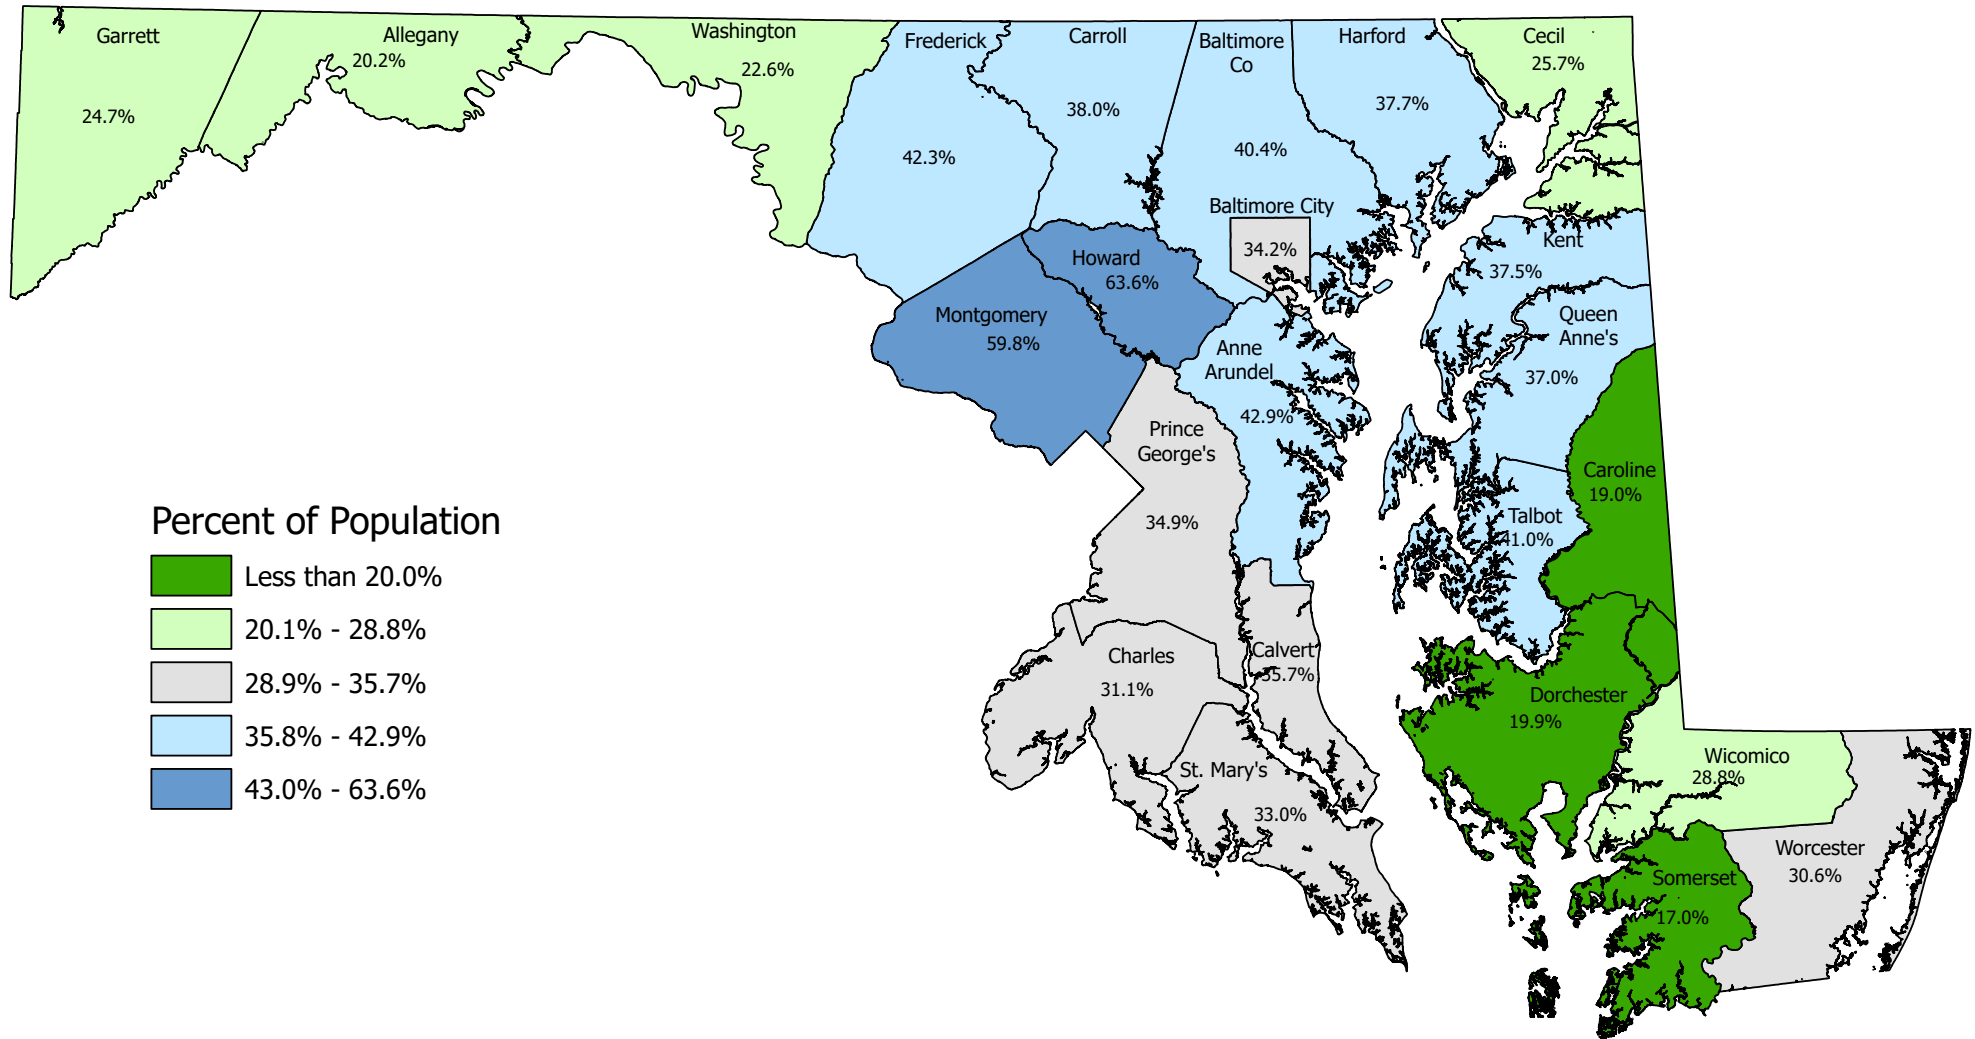 Garrett
24.7%
Allegany
20.2%
Washington
22.6%
Frederick
42.3%
Carroll
38.0%
Baltimore
Co
40.4%
Harford
37.7%
Cecil
25.7%
Baltimore City
34.2%
Howard
63.6%
Montgomery
59.8%
Kent
37.5%
Queen
Anne's
37.0%
Anne
Arundel
42.9%
Prince
George's
34.9%
Caroline
19.0%
Talbot
41.0%
Percent of Population
Less than 20.0%
20.1% - 28.8%
28.9% - 35.7%
35.8% - 42.9%
43.0% - 63.6%
Charles
31.1%
Calvert
35.7%
Dorchester
19.9%
St. Mary's
33.0%
Wicomico
28.8%
Worcester
30.6%
Somerset
17.0%